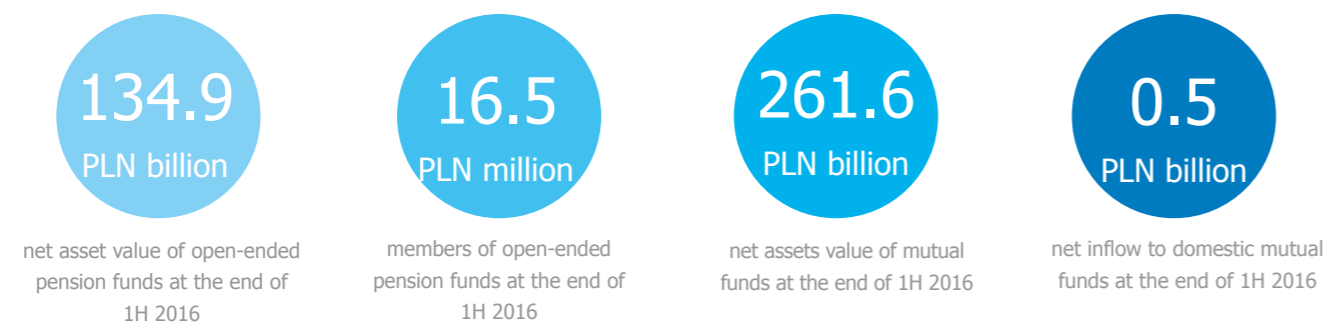 134.9
PLN billion
net asset value of open-ended
pension funds at the end of
1H 2016
16.5
PLN million
members of open-ended
pension funds at the end of
1H 2016
261.6
PLN billion
net assets value of mutual
funds at the end of 1H 2016
0.5
PLN billion
net inflow to domestic mutual
funds at the end of 1H 2016